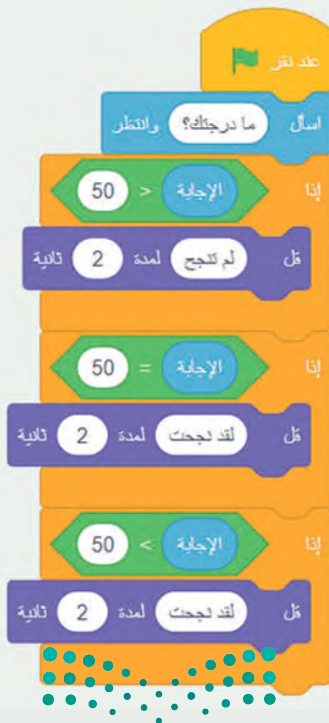 عند نقر
اسأل ما درجتك؟ وانتظر
إذا الإجابة < 50
قل لم تنجح لمدة 2 ثانية
إذا الإجابة = 50
قل لقد نجحت لمدة 2 ثانية
إذا الإجابة > 50
قل لقد نجحت لمدة 2 ثانية